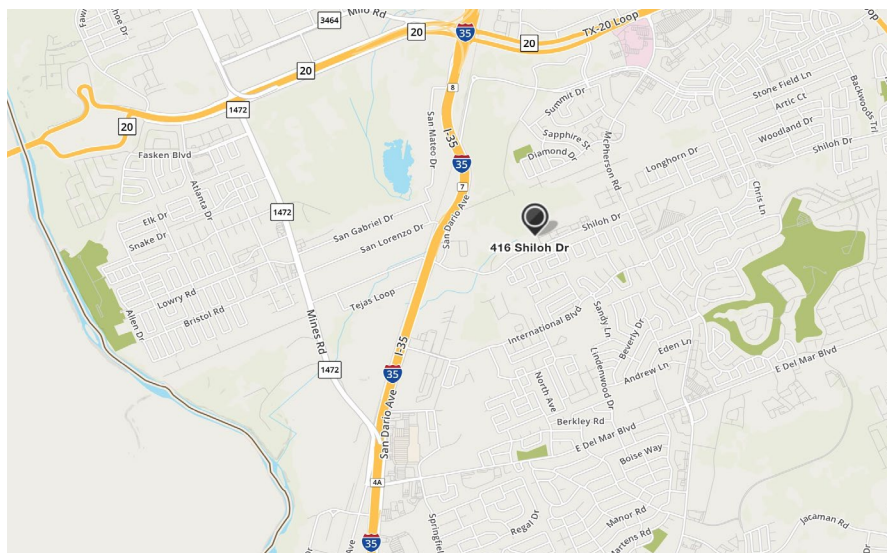 3464
Milo Rd
TX-20 Loop
35
20
20
20
8
1472
20
Fasken Blvd
Atlanta Dr
San Mateo Dr
I-35
35
7
Summit Dr
Sapphire St
Diamond Dr
McPherson Rd
Longhorn Dr
Stone Field Ln
Artic Ct
Woodland Dr
Shiloh Dr
Backwoods Trl
Chris Ln
Elk Dr
Snake Dr
1472
San Gabriel Dr
San Lorenzo Dr
San Dario Ave
416 Shiloh Dr
Shiloh Dr
Lowry Rd
Bristol Rd
Allen Dr
Tejas Loop
Mines Rd
1472
I-35
35
San Dario Ave
International Blvd
Sandy Ln
Beverly Dr
Eden Ln
Andrew Ln
Lindenwood Dr
North Ave
E Del Mar Blvd
Berkley Rd
E Del Mar Blvd
Boise Way
4A
Regal Dr
Manor Rd
Martens Rd
Jacaman Rd
Springfield Ave
35